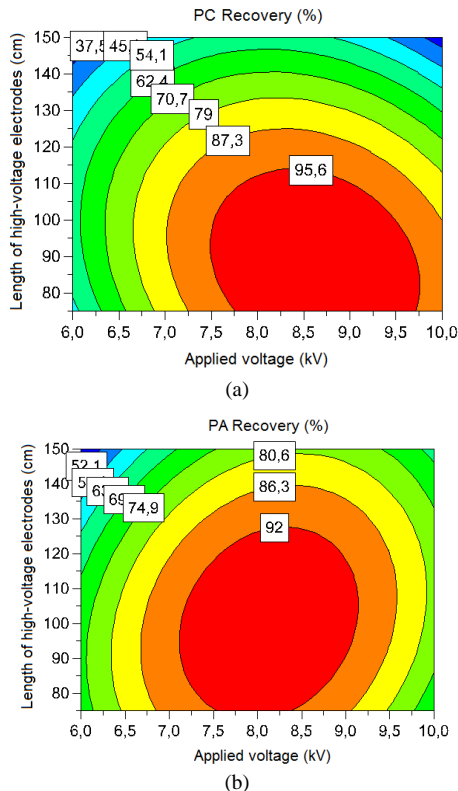 PC Recovery (%)
150
140
130
120
110
100
90
80
37,5
45,
54,1
62,4
70,7
79
87,3
95,6
Length of high-voltage electrodes (cm)
6,0 6,5 7,0 7,5 8,0 8,5 9,0 9,5 10,0
Applied voltage (kV)
(a)
PA Recovery (%)
150
140
130
120
110
100
90
80
52,1
74,9
80,6
86,3
92
Length of high-voltage electrodes (cm)
6,0 6,5 7,0 7,5 8,0 8,5 9,0 9,5 10,0
Applied voltage (kV)
(b)